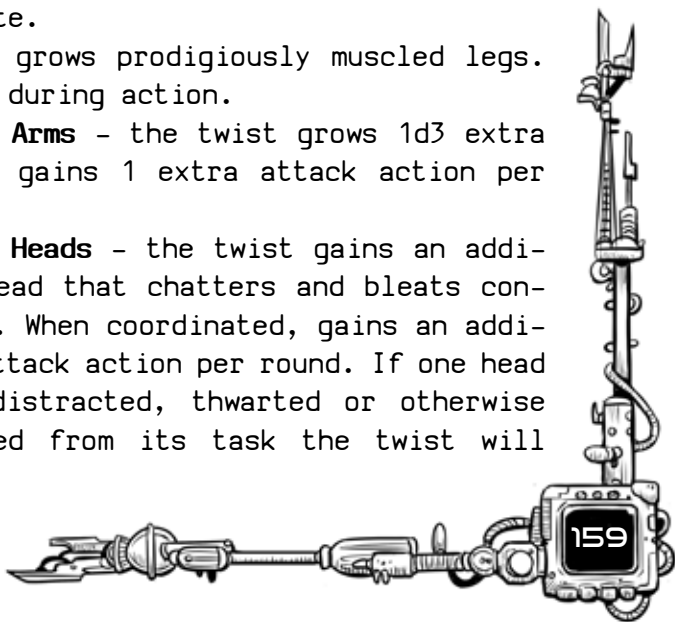 te.
grows prodigiously muscled legs.
during action.
Arms – the twist grows 1d3 extra
gains 1 extra attack action per
Heads – the twist gains an addi-
ead that chatters and bleats con-
. When coordinated, gains an addi-
ttack action per round. If one head
distracted, thwarted or otherwise
ed from its task the twist will
159